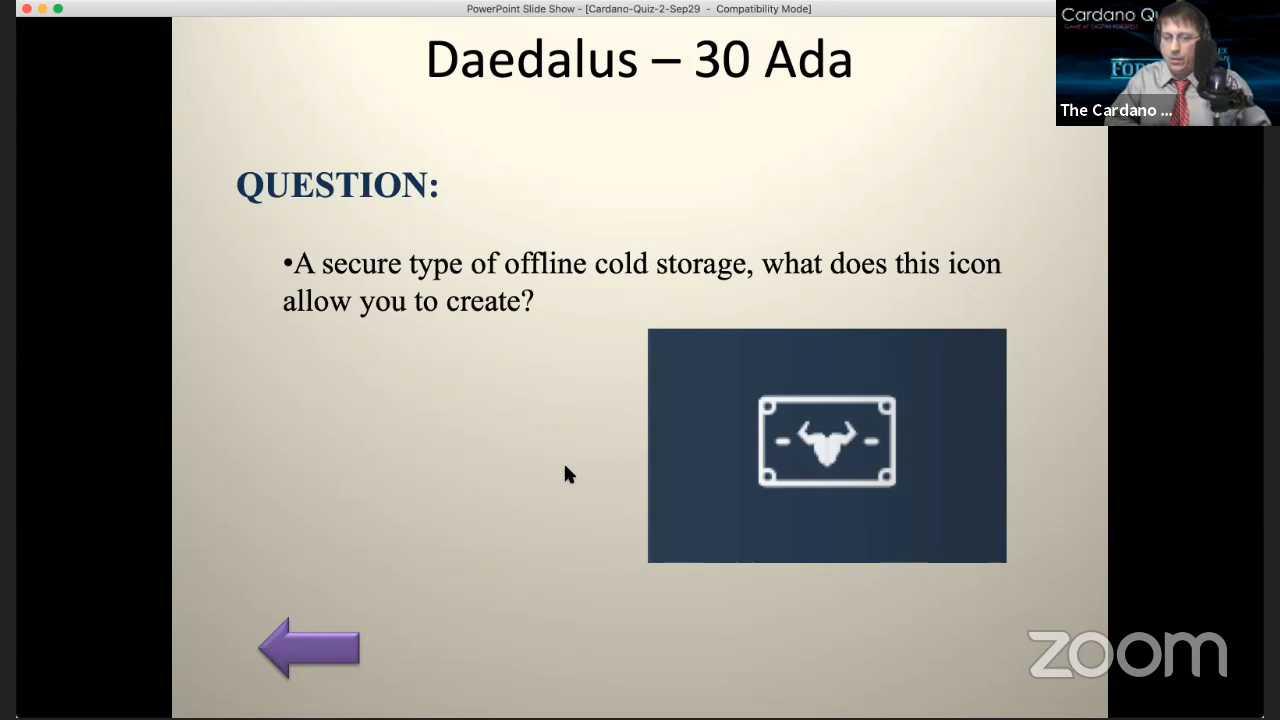 PowerPoint Slide Show - [Cardano-Quiz-2-Sep29 - Compatibility Mode]
Daedalus – 30 Ada
Cardano Qu
The Cardano ...
QUESTION:
•A secure type of offline cold storage, what does this icon
allow you to create?
zoom